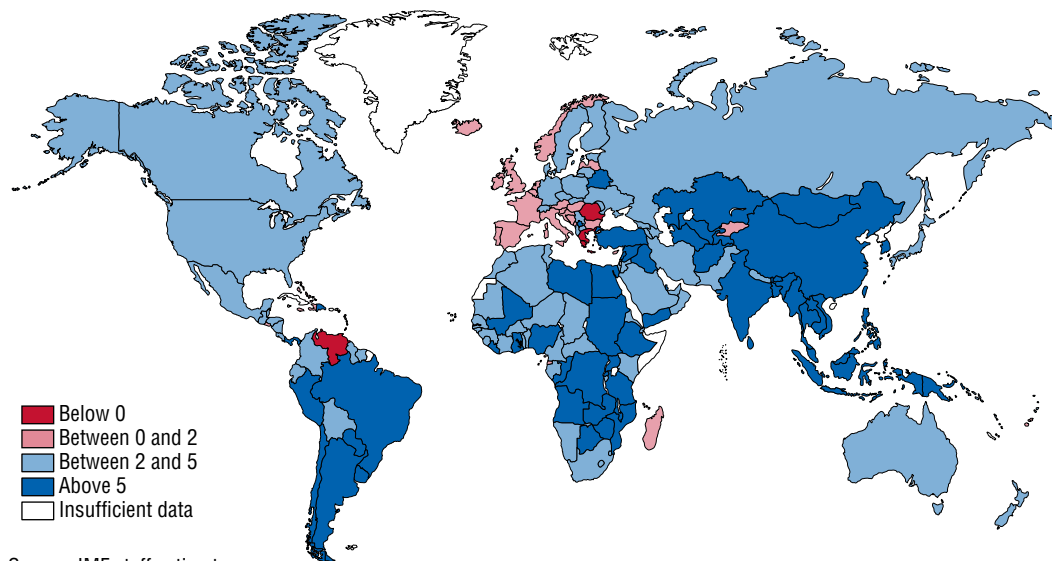 Below 0
Between 0 and 2
Between 2 and 5
Above 5
Insufficient data